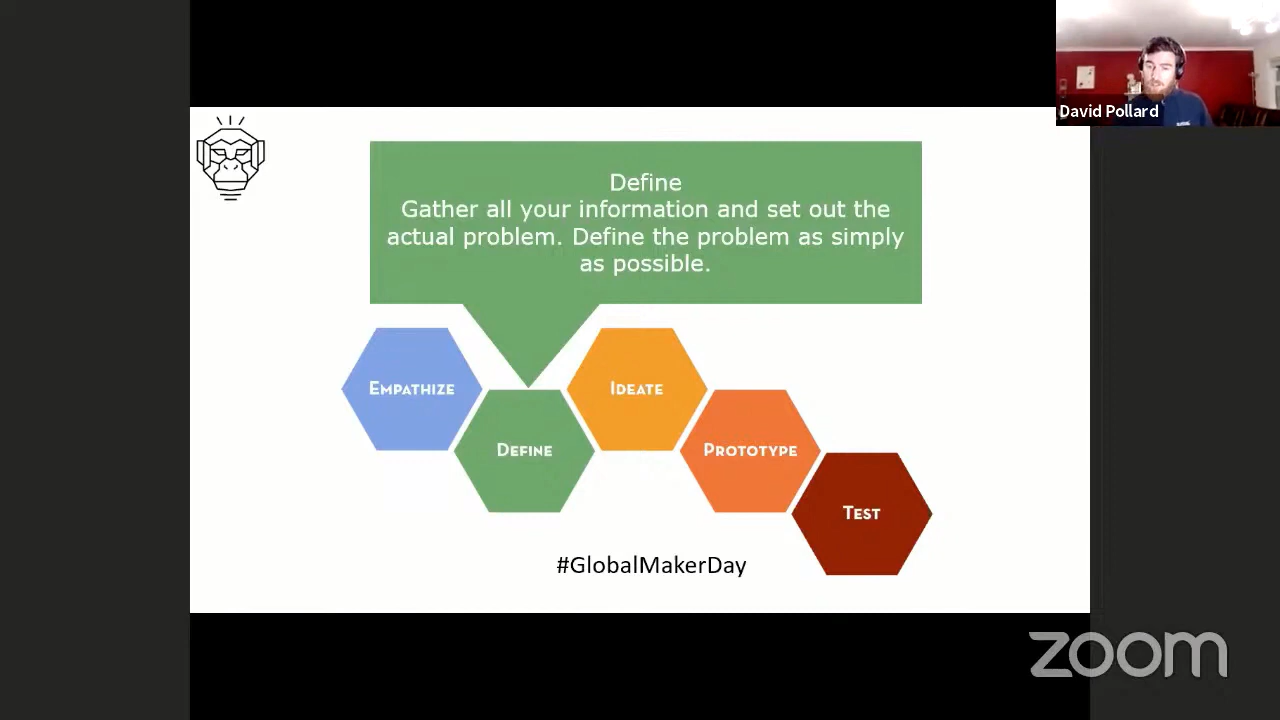 David Pollard
Define
Gather all your information and set out the
actual problem. Define the problem as simply
as possible.
EMPATHIZE
IDEATE
DEFINE
PROTOTYPE
TEST
#GlobalMakerDay
zoom